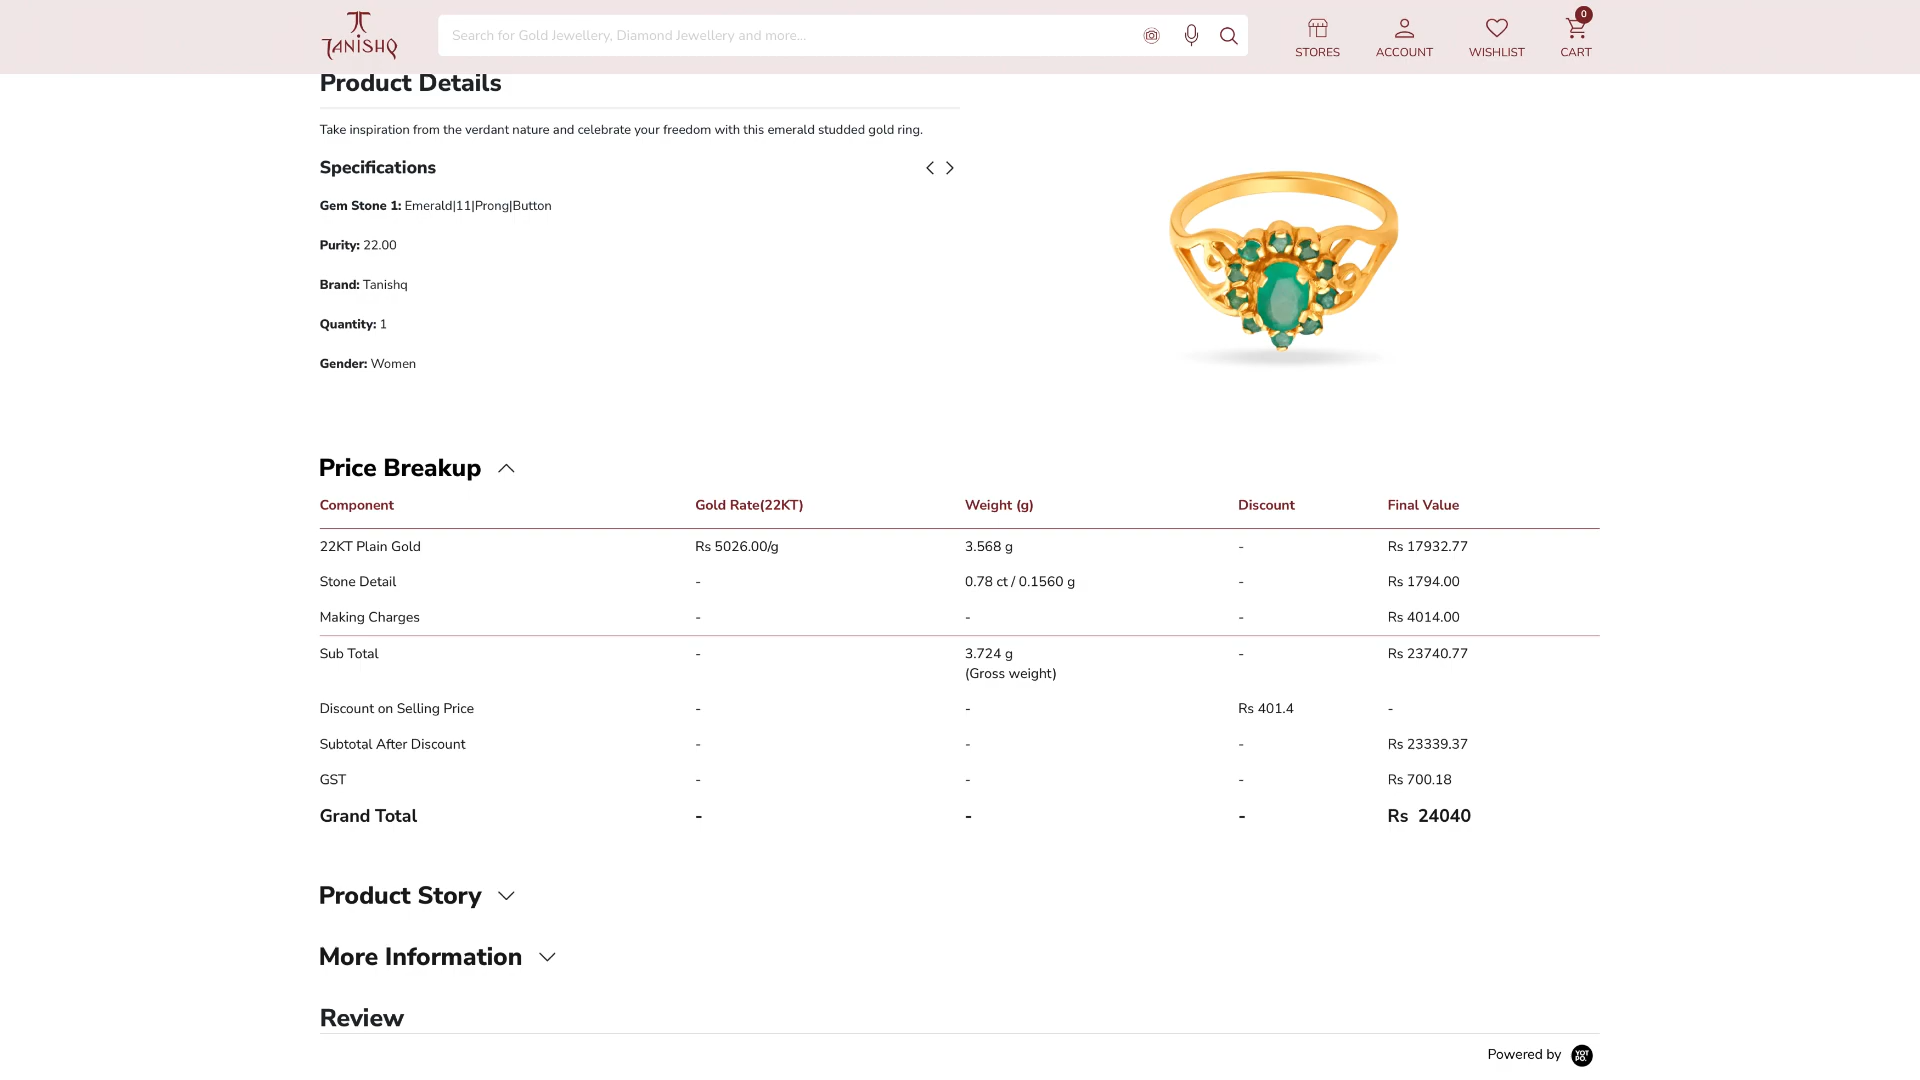 TANISHQ
Search for Gold Jewellery, Diamond Jewellery and more...
STORES
ACCOUNT
WISHLIST
0
CART
Product Details
Take inspiration from the verdant nature and celebrate your freedom with this emerald studded gold ring.
Specifications
Gem Stone 1: Emerald|11|Prong|Button
Purity: 22.00
Brand: Tanishq
Quantity: 1
Gender: Women
Price Breakup
Component Gold Rate(22KT) Weight (g) Discount Final Value
22KT Plain Gold Rs 5026.00/g 3.568 g - Rs 17932.77
Stone Detail - 0.78 ct / 0.1560 g - Rs 1794.00
Making Charges - - - Rs 4014.00
Sub Total - 3.724 g - Rs 23740.77
(Gross weight)
Discount on Selling Price - - Rs 401.4 -
Subtotal After Discount - - - Rs 23339.37
GST - - - Rs 700.18
Grand Total - - - Rs 24040
Product Story
More Information
Review
Powered by YOTPO.